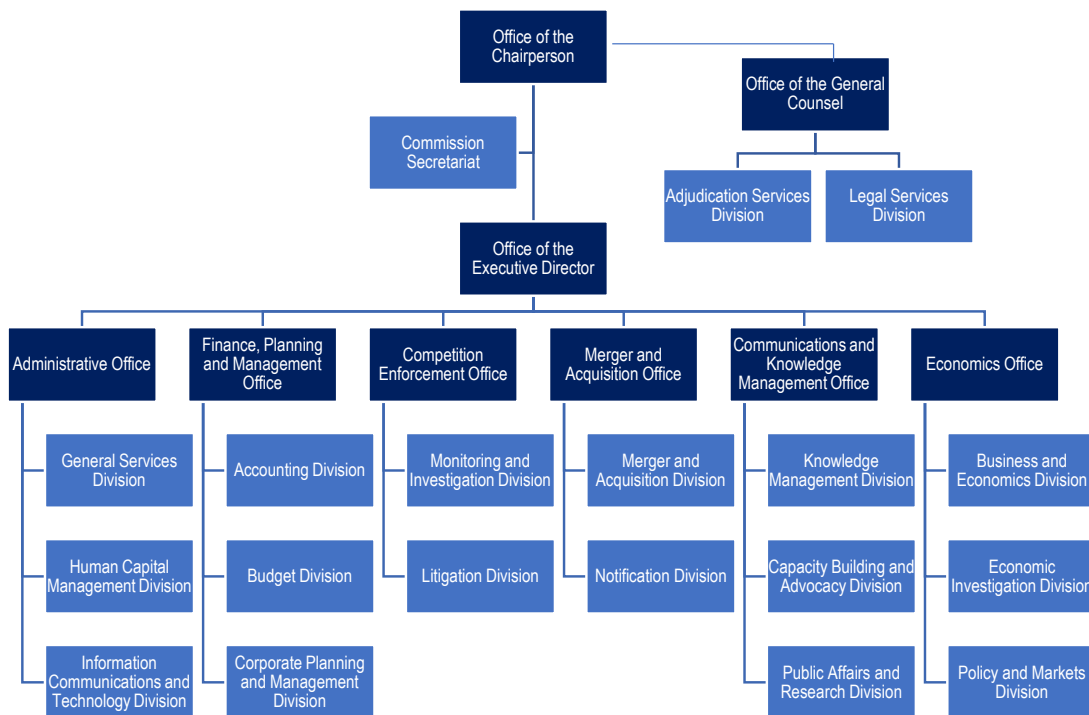 Office of the
Chairperson
Office of the General
Counsel
Commission
Secretariat
Adjudication Services
Division
Legal Services
Division
Office of the
Executive Director
Administrative Office
Finance, Planning
and Management
Office
Competition
Enforcement Office
Merger and
Acquisition Office
Communications and
Knowledge
Management Office
Economics Office
General Services
Division
Accounting Division
Monitoring and
Investigation Division
Merger and
Acquisition Division
Knowledge
Management Division
Business and
Economics Division
Human Capital
Management Division
Budget Division
Litigation Division
Notification Division
Capacity Building and
Advocacy Division
Economic
Investigation Division
Information
Communications and
Technology Division
Corporate Planning
and Management
Division
Public Affairs and
Research Division
Policy and Markets
Division